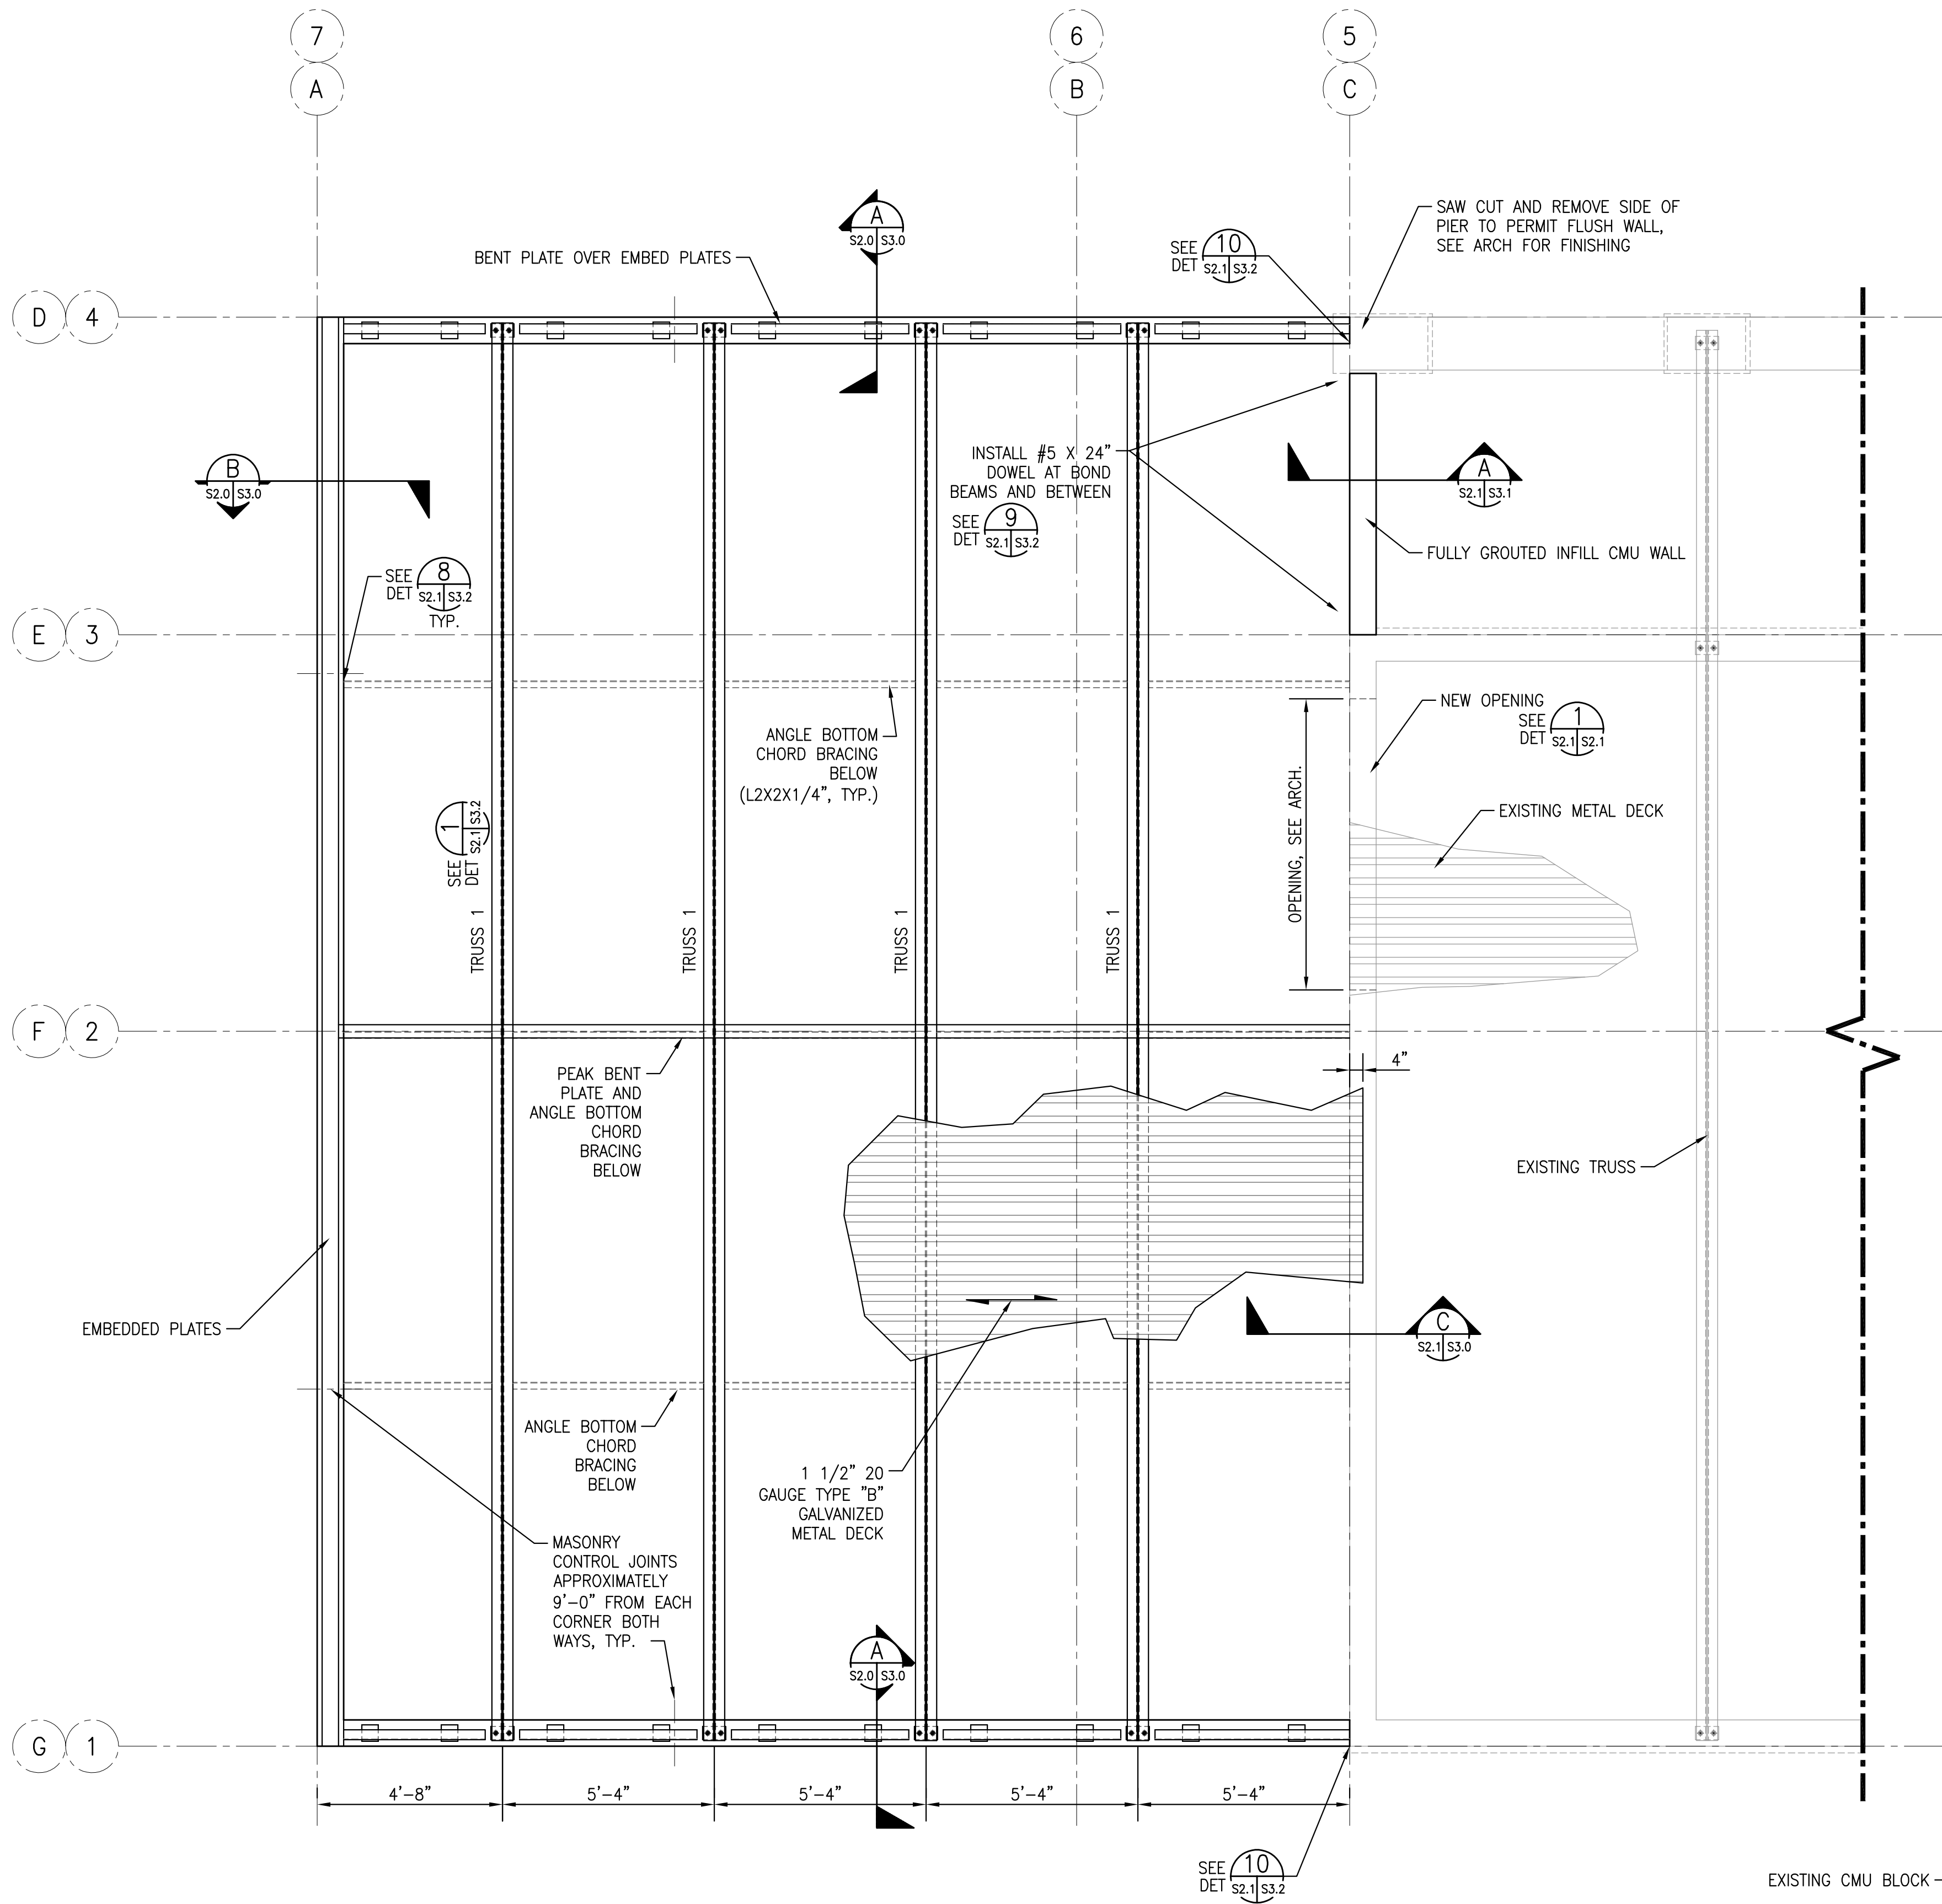 7
6
5
A
B
C
SAW CUT AND REMOVE SIDE OF
PIER TO PERMIT FLUSH WALL,
SEE ARCH FOR FINISHING
A
S2.0 S3.0
SEE
DET
10
S2.1 S3.2
BENT PLATE OVER EMBED PLATES
D 4
INSTALL #5 X 24"
DOWEL AT BOND
BEAMS AND BETWEEN
SEE
DET
9
S2.1 S3.2
B
S2.0 S3.0
A
S2.1 S3.1
FULLY GROUTED INFILL CMU WALL
SEE
DET
8
S2.1 S3.2
TYP.
E 3
NEW OPENING
SEE
DET
1
S2.1 S2.1
ANGLE BOTTOM
CHORD BRACING
BELOW
(L2X2X1/4", TYP.)
OPENING, SEE ARCH.
EXISTING METAL DECK
SEE
DET
1
S2.1 S3.2
TRUSS 1
TRUSS 1
TRUSS 1
TRUSS 1
F 2
4"
PEAK BENT
PLATE AND
ANGLE BOTTOM
CHORD
BRACING
BELOW
EXISTING TRUSS
EMBEDDED PLATES
C
S2.1 S3.0
ANGLE BOTTOM
CHORD
BRACING
BELOW
1 1/2" 20
GAUGE TYPE "B"
GALVANIZED
METAL DECK
MASONRY
CONTROL JOINTS
APPROXIMATELY
9'-0" FROM EACH
CORNER BOTH
WAYS, TYP.
A
S2.0 S3.0
G 1
4'-8"
5'-4"
5'-4"
5'-4"
5'-4"
SEE
DET
10
S2.1 S3.2
EXISTING CMU BLOCK